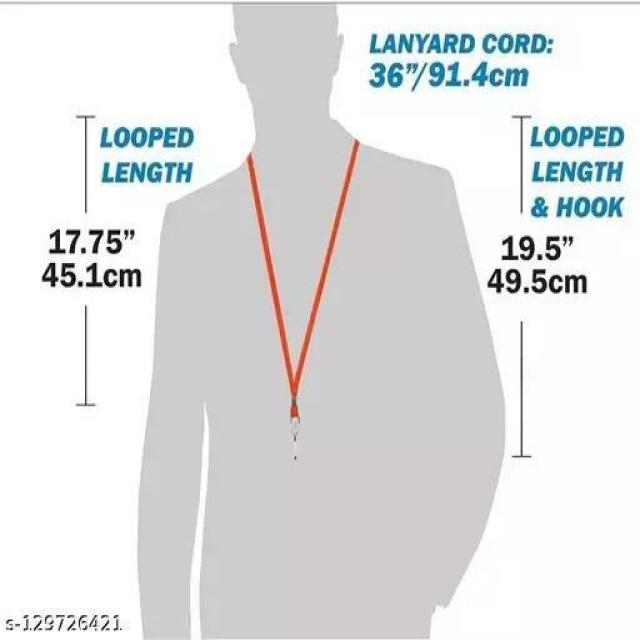 LANYARD CORD:
36”/91.4cm
LOOPED
LENGTH
17.75”
45.1cm
LOOPED
LENGTH
& HOOK
19.5”
49.5cm
s-129726421